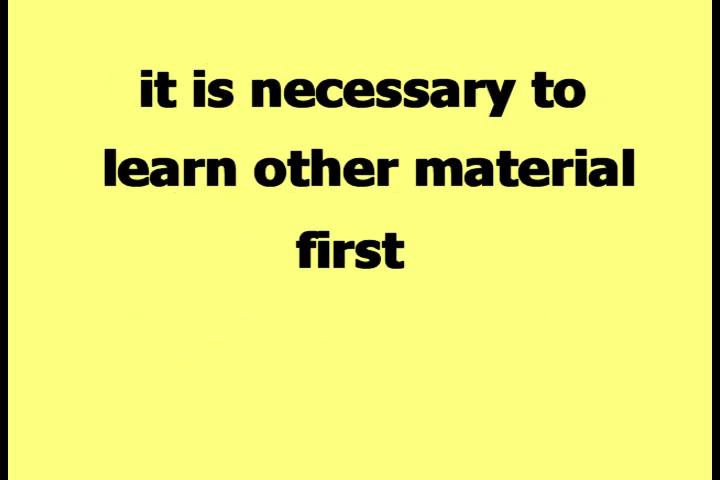 it is necessary to
learn other material
first